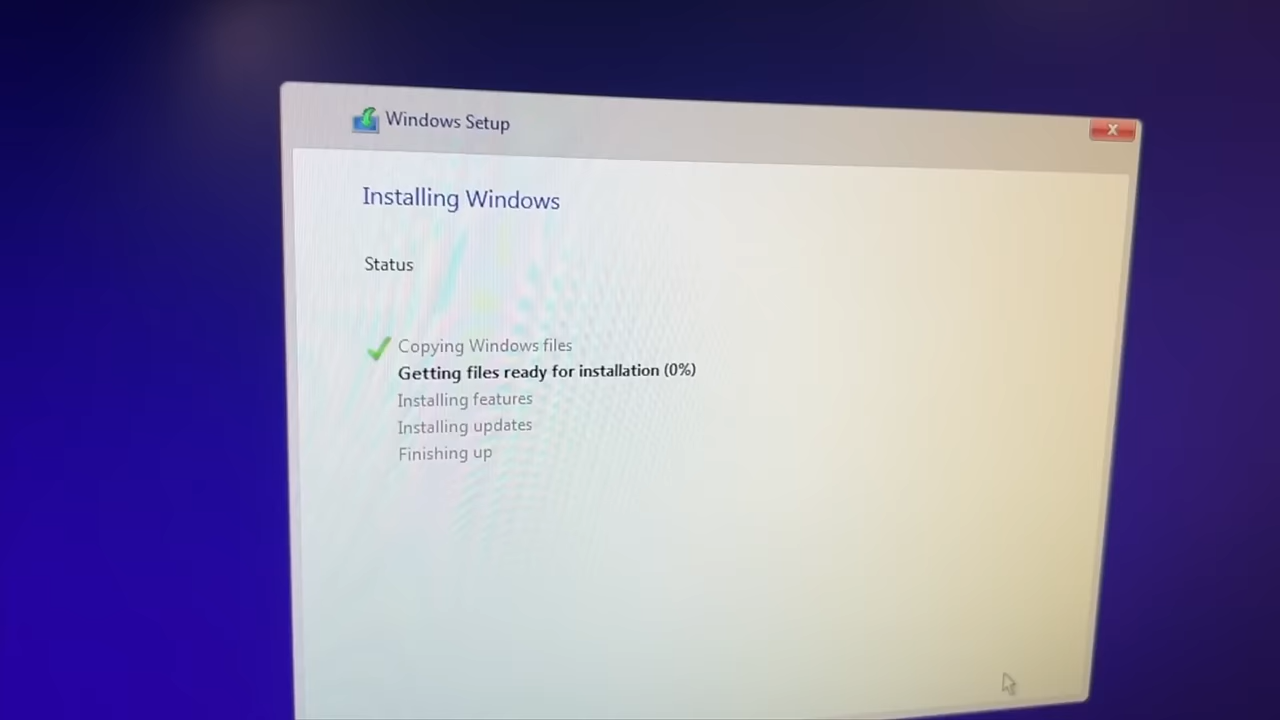 Windows Setup
Installing Windows
Status
Copying Windows files
Getting files ready for installation (0%)
Installing features
Installing updates
Finishing up